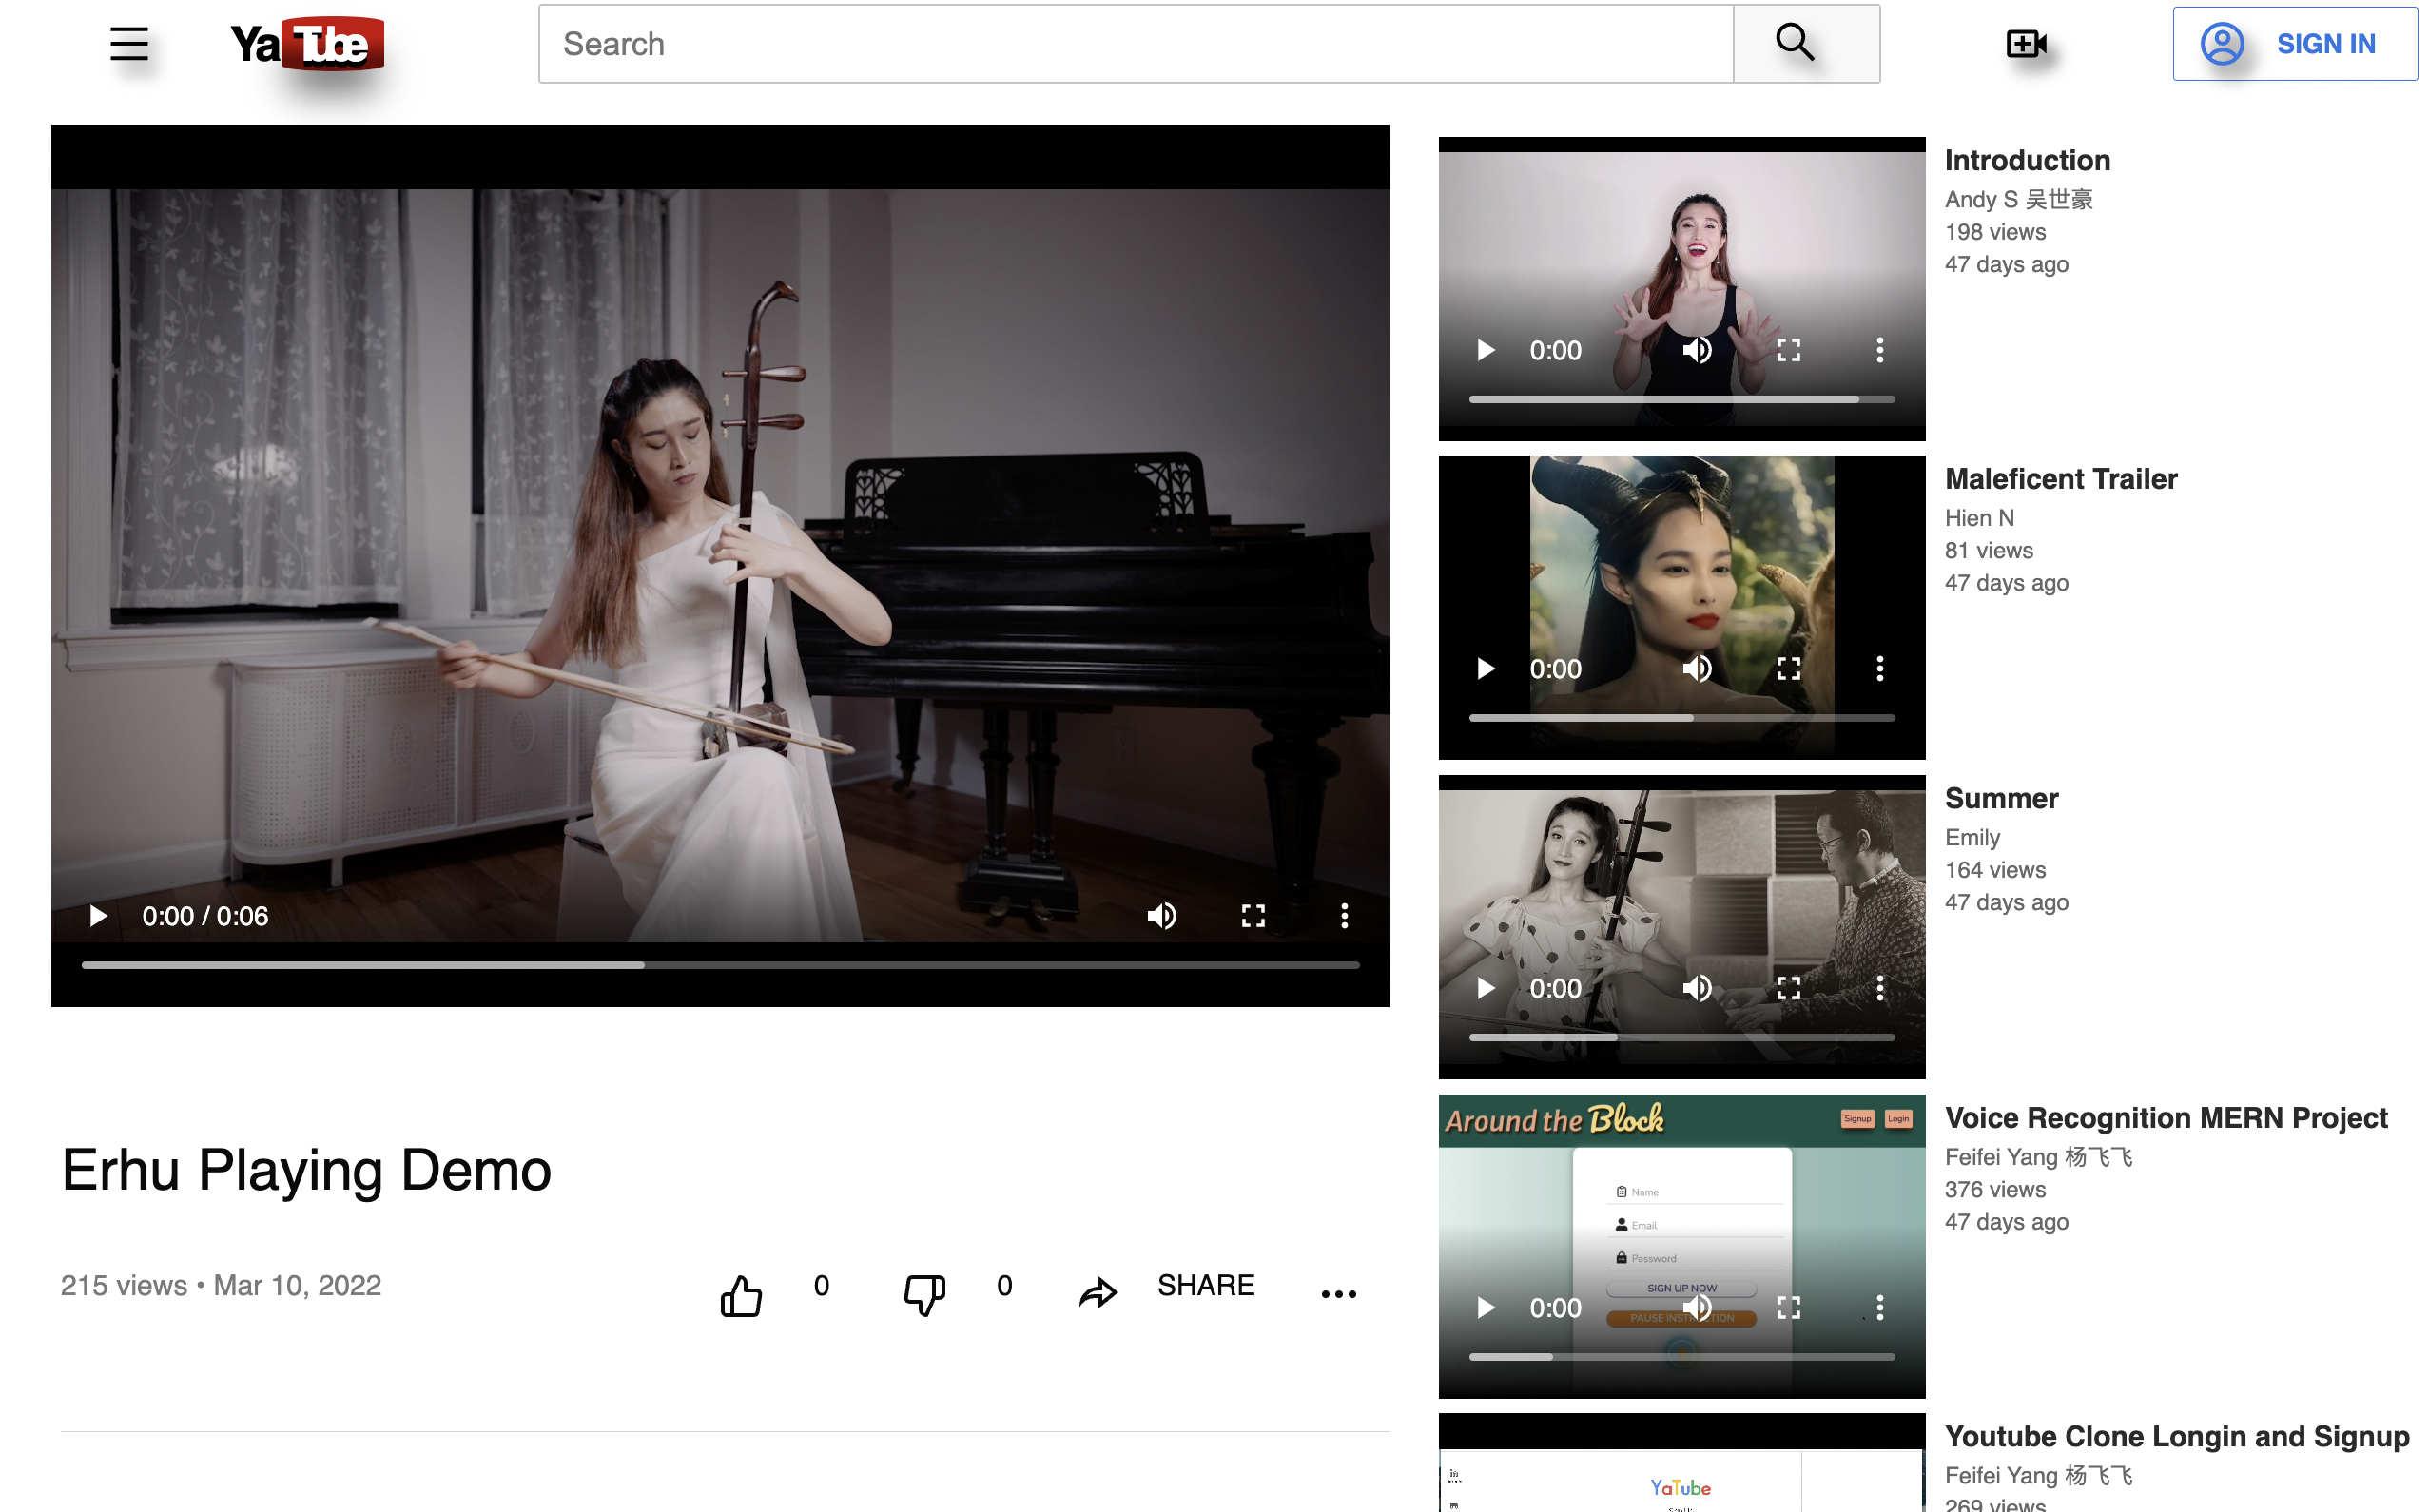 YaTube
Search
SIGN IN
0:00 / 0:06
Erhu Playing Demo
215 views • Mar 10, 2022
0
0
SHARE
0:00
Introduction
Andy S 吴世豪
198 views
47 days ago
0:00
Maleficent Trailer
Hien N
81 views
47 days ago
0:00
Summer
Emily
164 views
47 days ago
Around the Block
Signup
Login
Name
Email
Password
SIGN UP NOW
PAUSE INSTRUCTION
0:00
Voice Recognition MERN Project
Feifei Yang 杨飞飞
376 views
47 days ago
in
YaTube
Youtube Clone Longin and Signup
Feifei Yang 杨飞飞
269 views